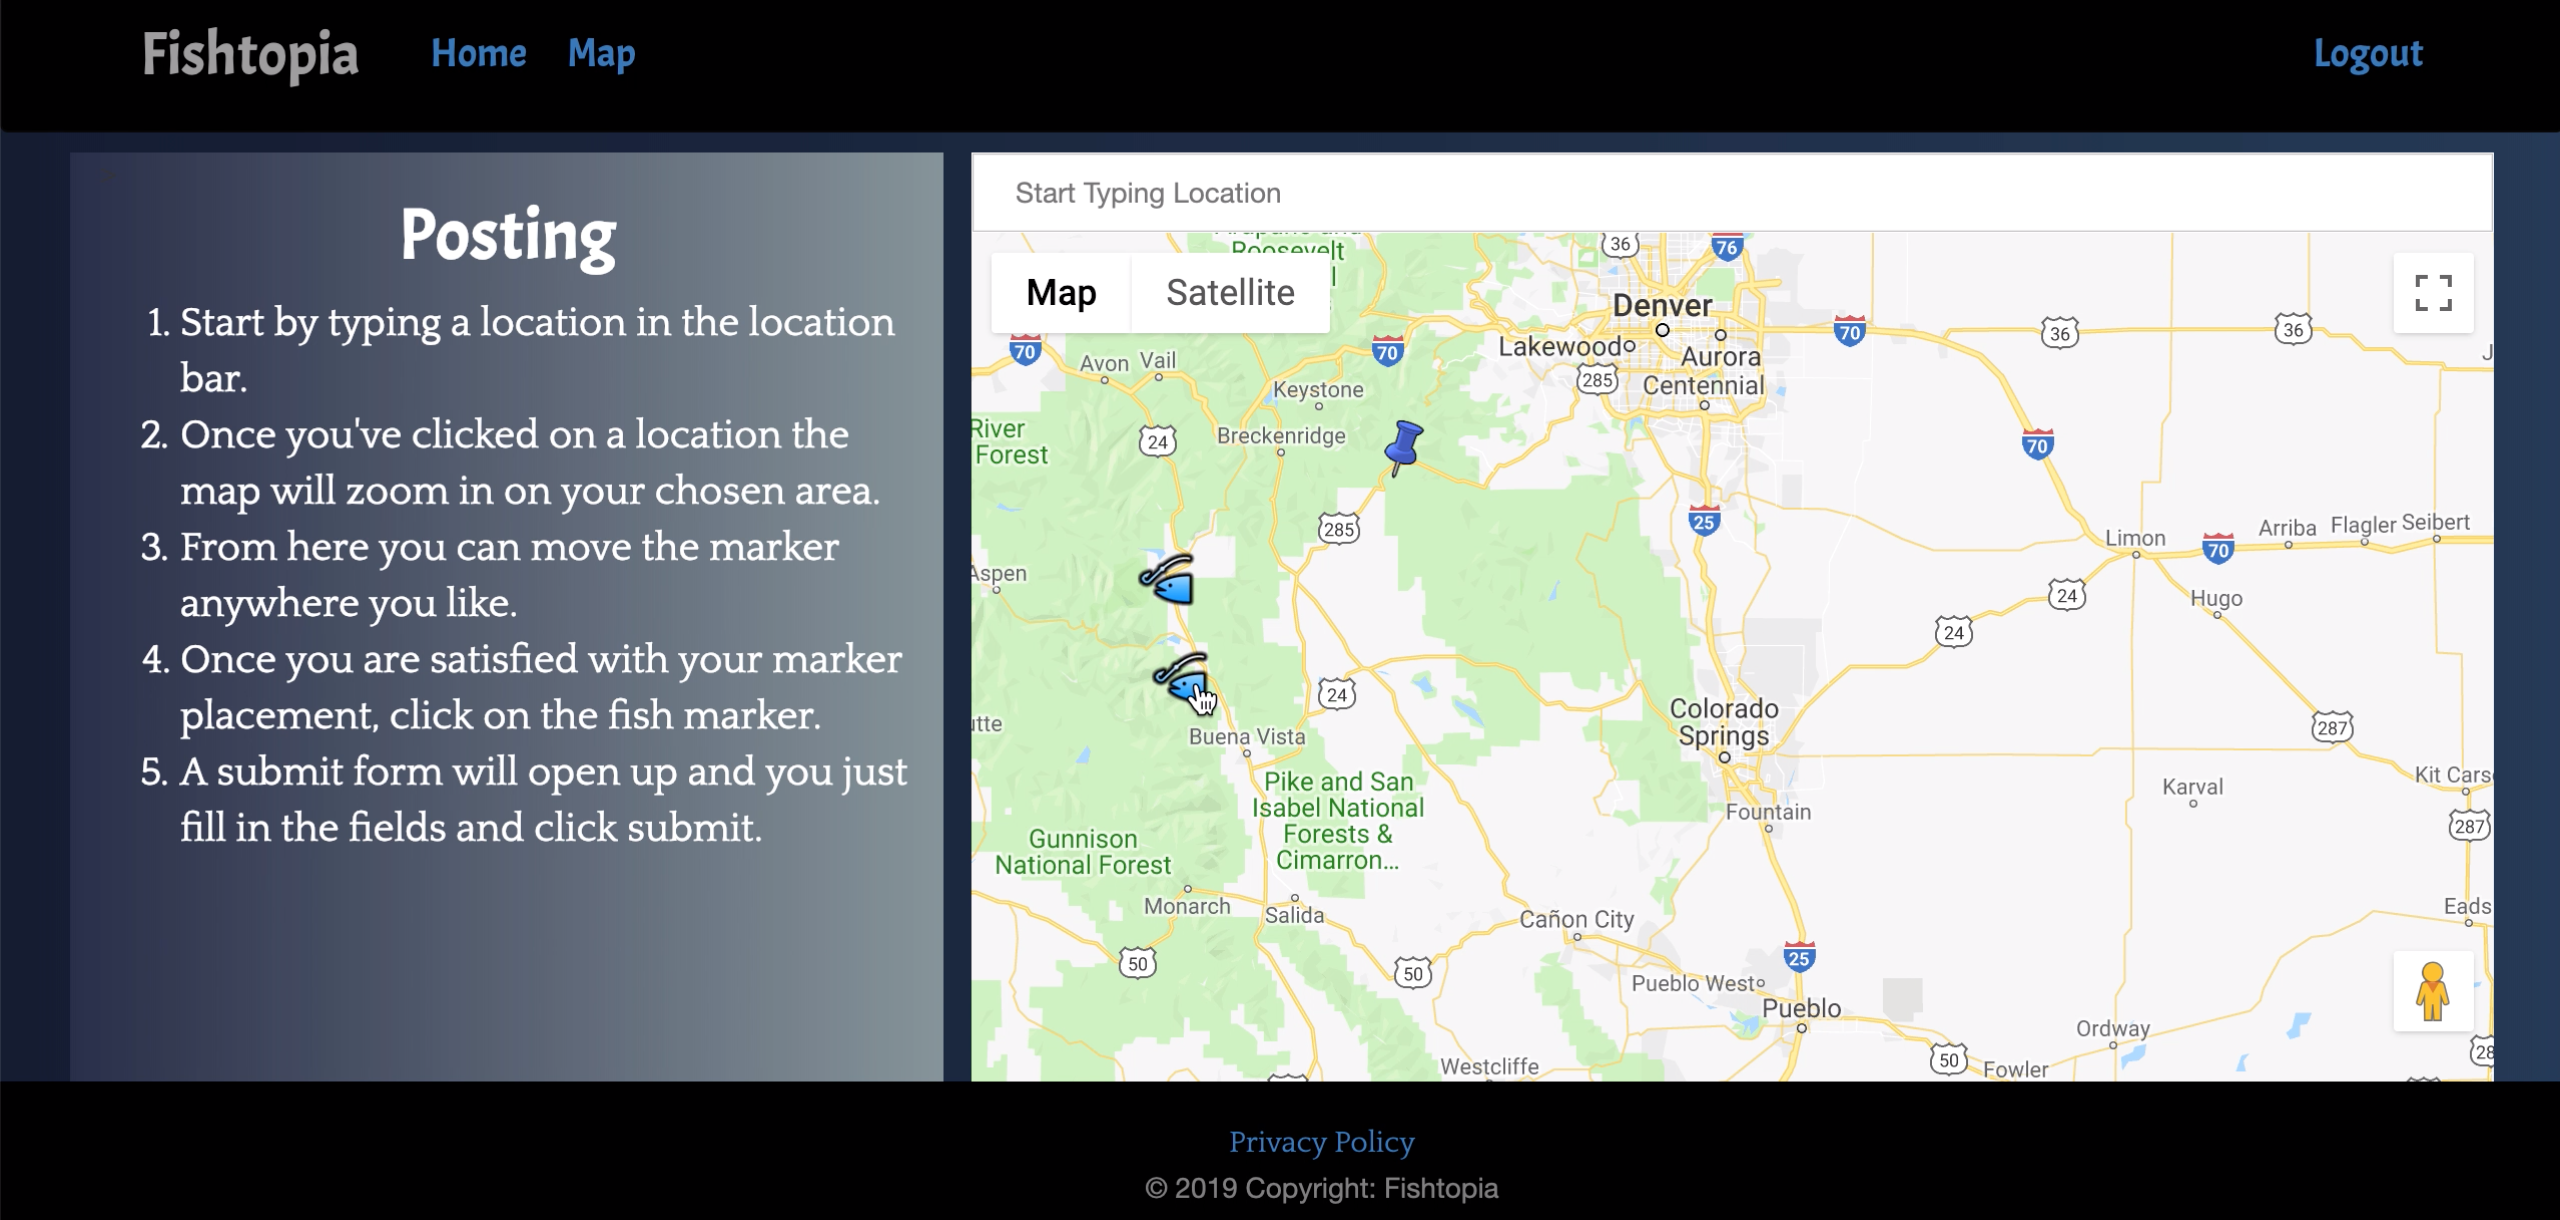 Fishtopia Home Map Logout
Posting
1. Start by typing a location in the location
bar.
2. Once you've clicked on a location the
map will zoom in on your chosen area.
3. From here you can move the marker
anywhere you like.
4. Once you are satisfied with your marker
placement, click on the fish marker.
5. A submit form will open up and you just
fill in the fields and click submit.
Start Typing Location
Roosevelt
Map Satellite
36
76
Denver
70
36
36
Lakewood
70
70
Aurora
Avon Vail
285
Centennial
Keystone
River
Forest
24
Breckenridge
70
285
25
Limon
70
Arriba Flagler Seibert
Aspen
24
Hugo
24
24
Colorado
Springs
287
Buena Vista
Pike and San
Isabel National
Forests &
Cimarron...
Karval
Fountain
287
Gunnison
National Forest
Monarch
Salida
Cañon City
Eads
50
50
25
Pueblo West
Pueblo
Ordway
50
Fowler
Westcliffe
Privacy Policy
© 2019 Copyright: Fishtopia